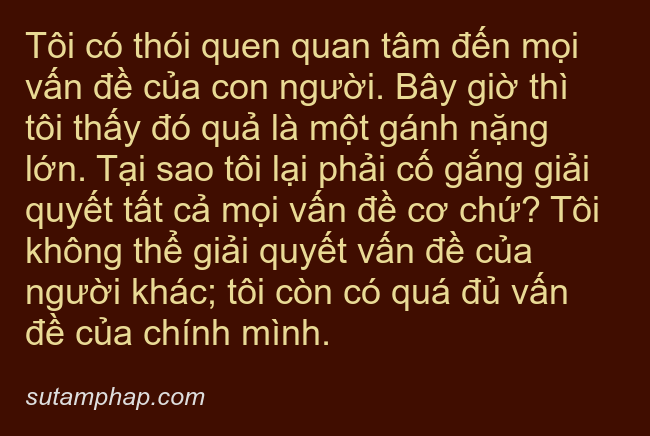 Tôi có thói quen quan tâm đến mọi
vấn đề của con người. Bây giờ thì
tôi thấy đó quả là một gánh nặng
lớn. Tại sao tôi lại phải cố gắng giải
quyết tất cả mọi vấn đề cơ chứ? Tôi
không thể giải quyết vấn đề của
người khác; tôi còn có quá đủ vấn
đề của chính mình.
sutamphap.com